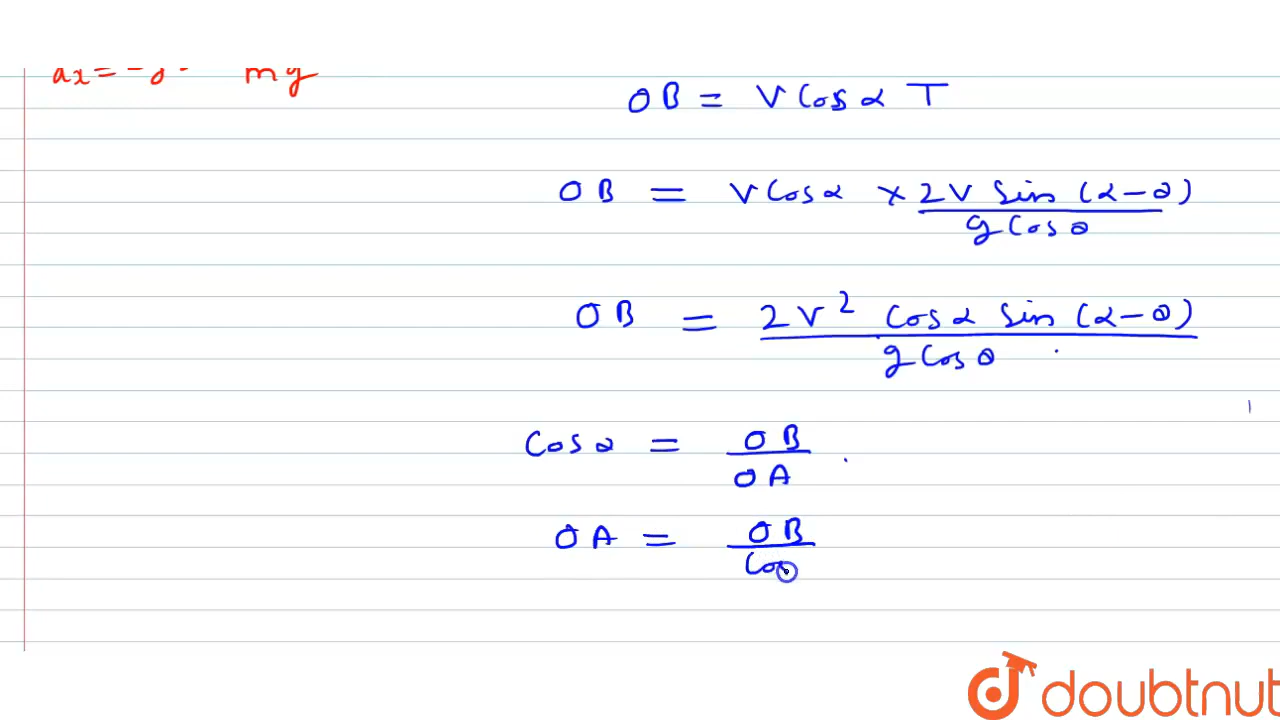 mg
OB = V Cos α T
OB = V Cos α × 2V Sin (α - θ) / g Cos θ
OB = 2V² Cos α Sin (α - θ) / g Cos θ
Cos α = OB / OA
OA = OB / Cos
doubtnut